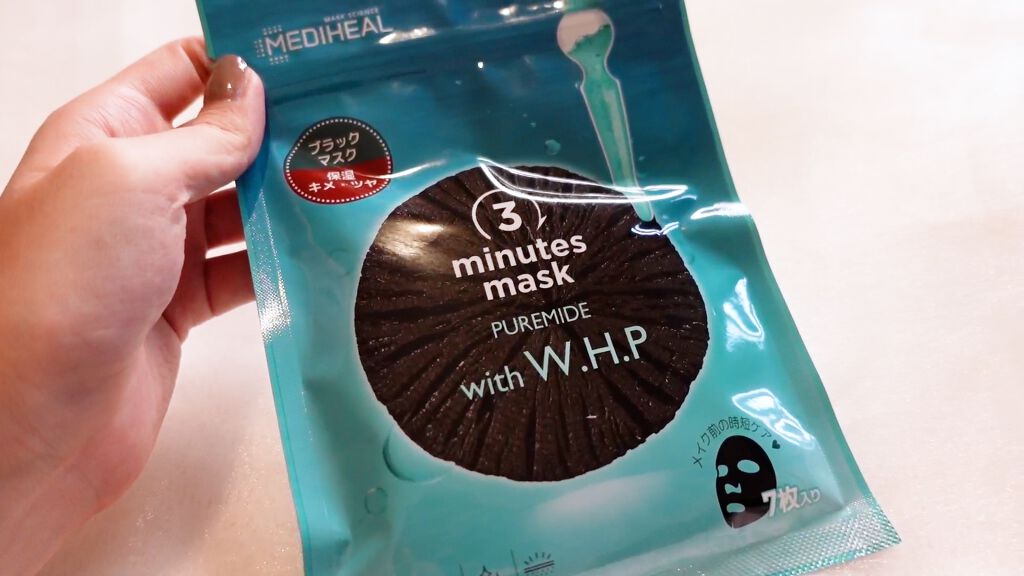 MASK SCIENCE
MEDIHEAL
ブラック
マスク
保湿
キメ・ツヤ
3
minutes
mask
PUREMIDE
with W.H.P
メイク前の時短ケア♥
7枚入り